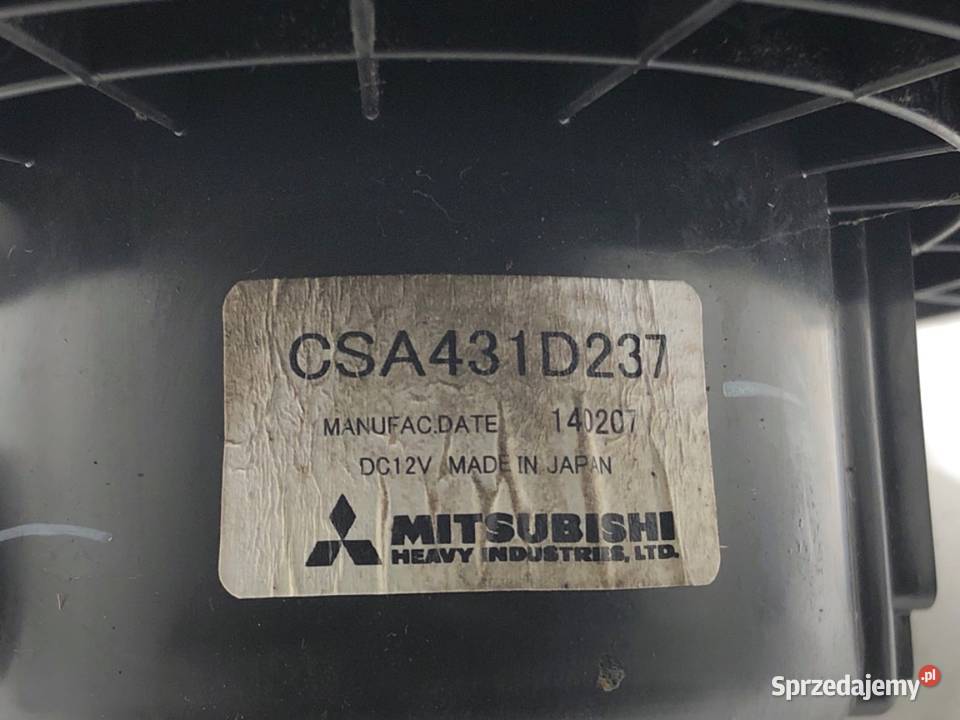 CSA431D237
MANUFAC.DATE 140207
DC12V MADE IN JAPAN
MITSUBISHI
HEAVY INDUSTRIES, LTD.
Sprzedajemy.pl